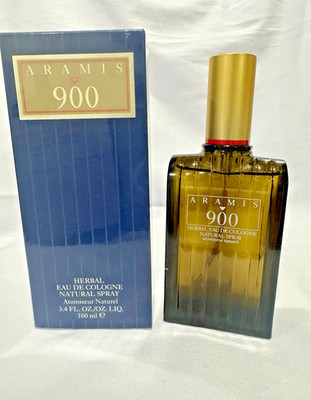 ARAMIS
900
HERBAL
EAU DE COLOGNE
NATURAL SPRAY
Atomiseur Naturel
3.4 FL. OZ./OZ. LIQ.
100 ml ℮
ARAMIS
900
HERBAL EAU DE COLOGNE
NATURAL SPRAY
atomiseur naturel